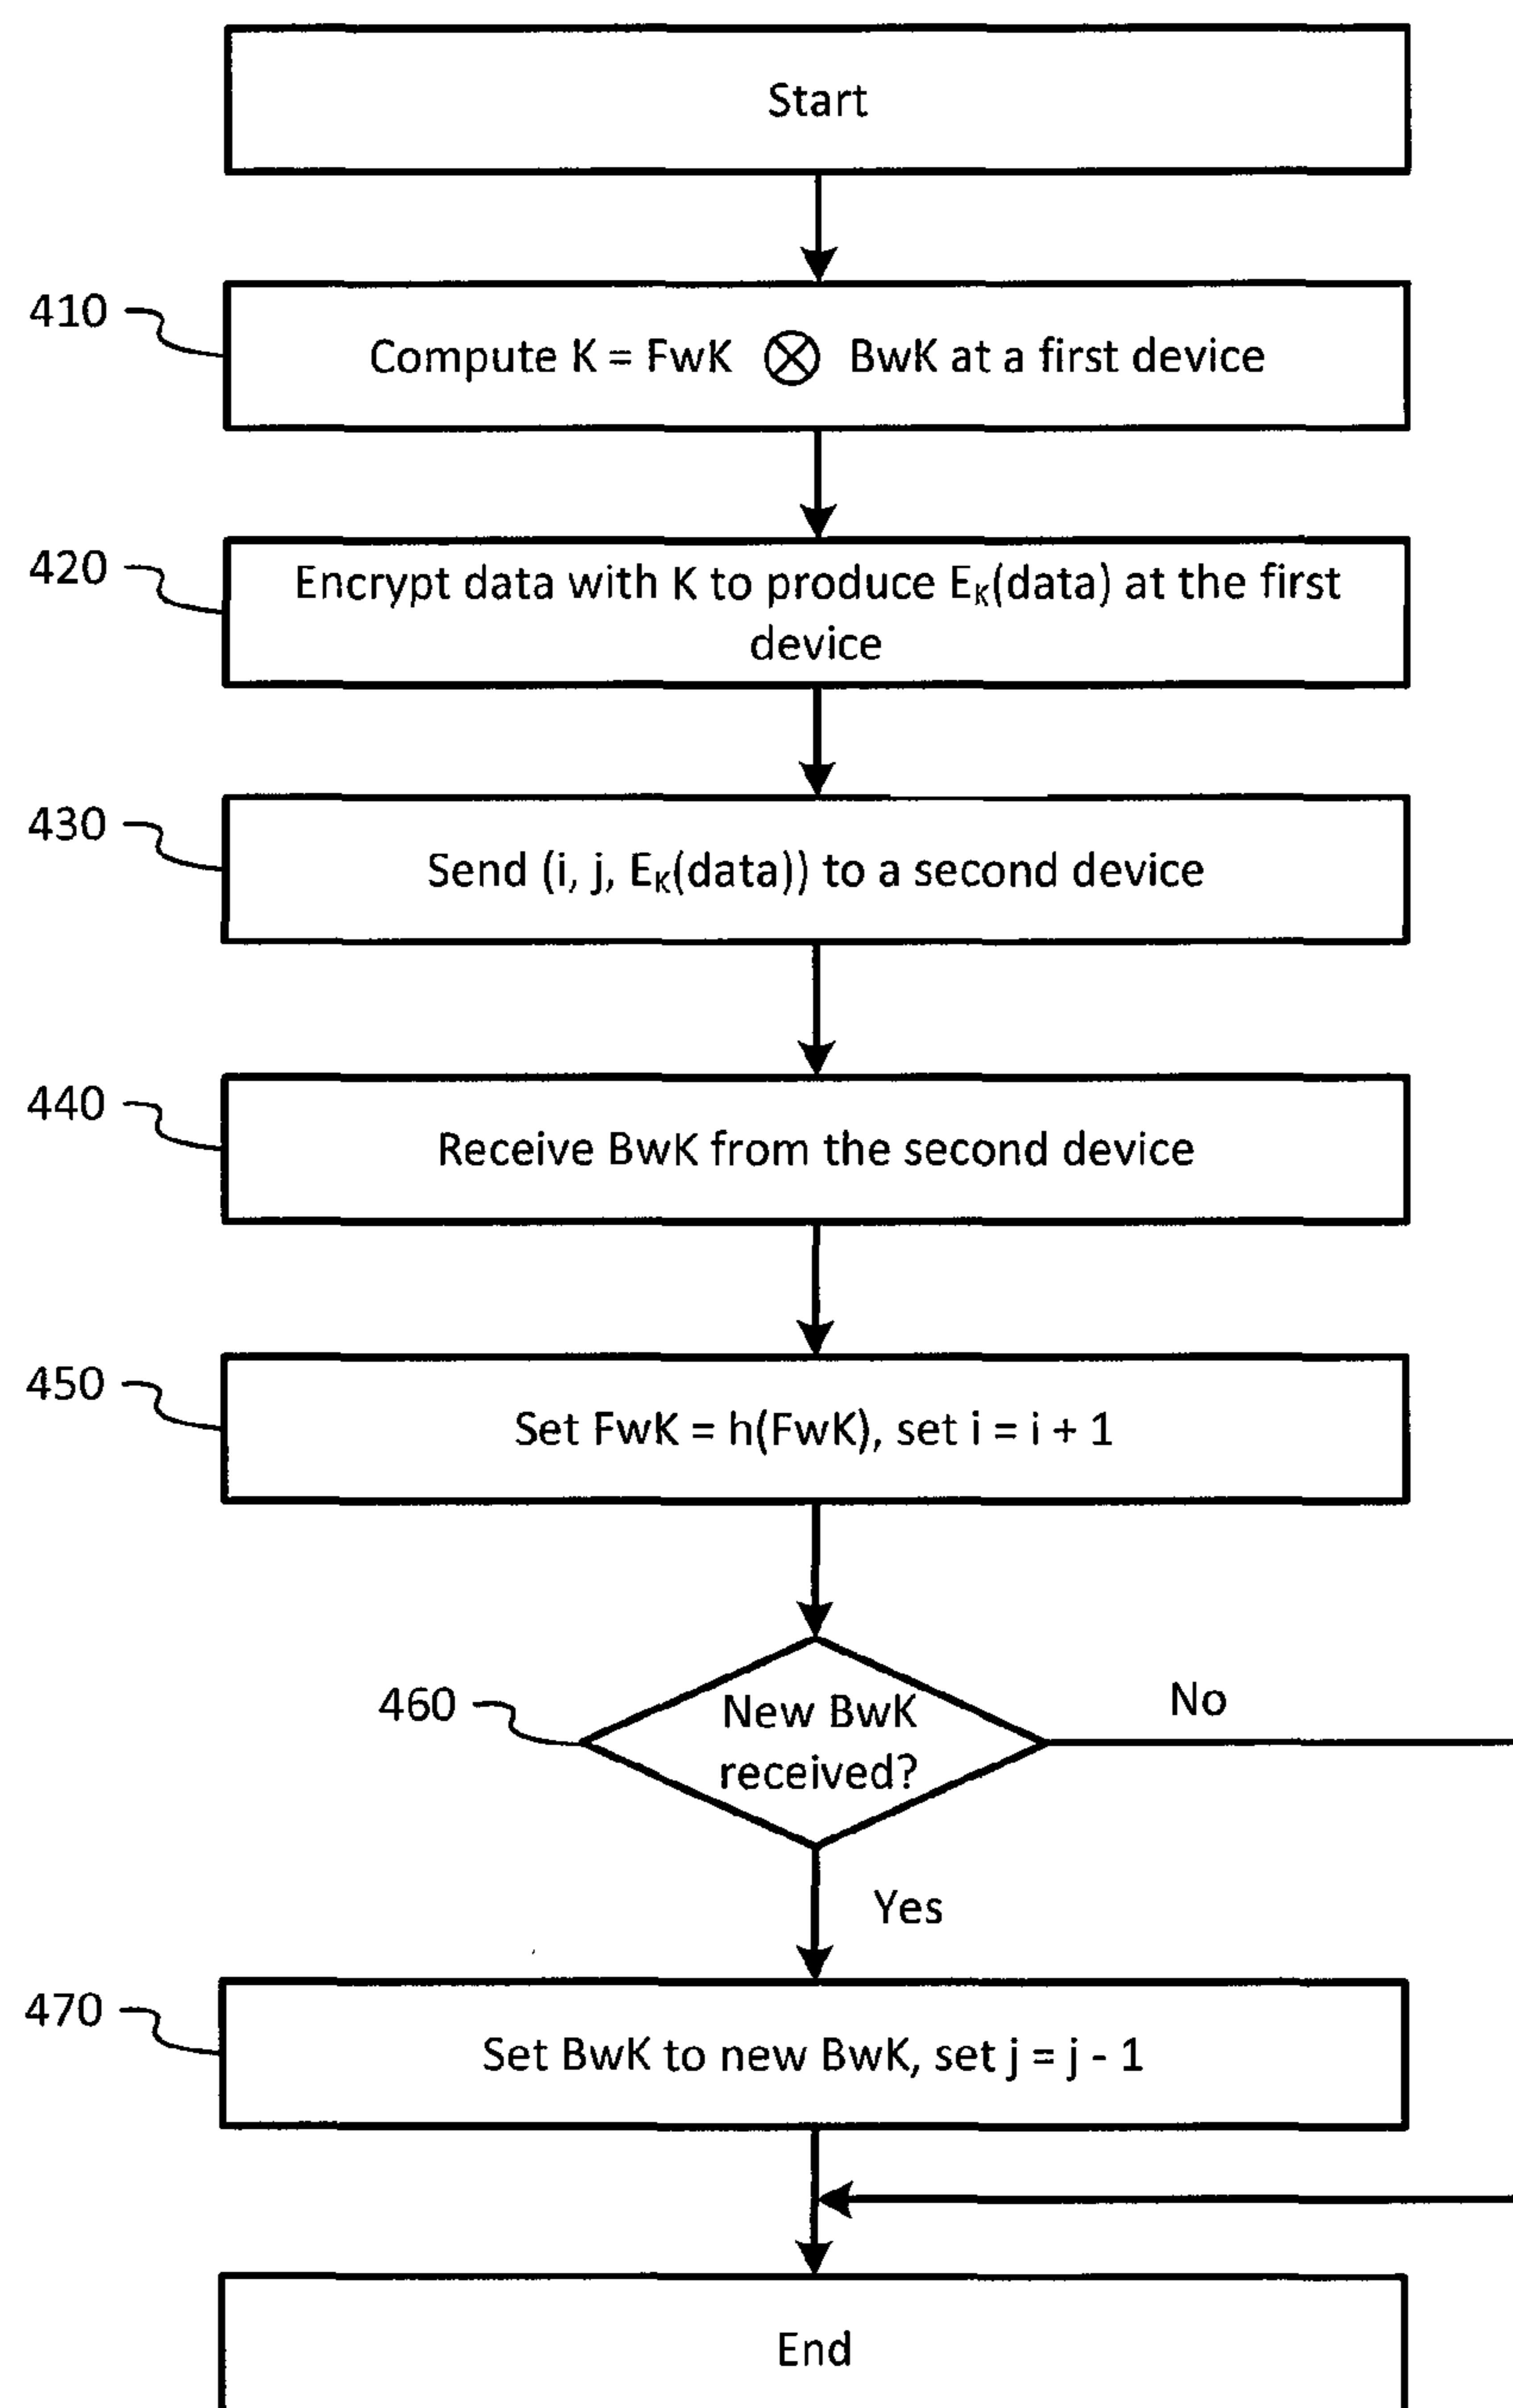 Start
410
Compute K = FwK ⊗ BwK at a first device
420
Encrypt data with K to produce E_K(data) at the first
device
430
Send (i, j, E_K(data)) to a second device
440
Receive BwK from the second device
450
Set FwK = h(FwK), set i = i + 1
460
New BwK
received?
No
Yes
470
Set BwK to new BwK, set j = j - 1
End